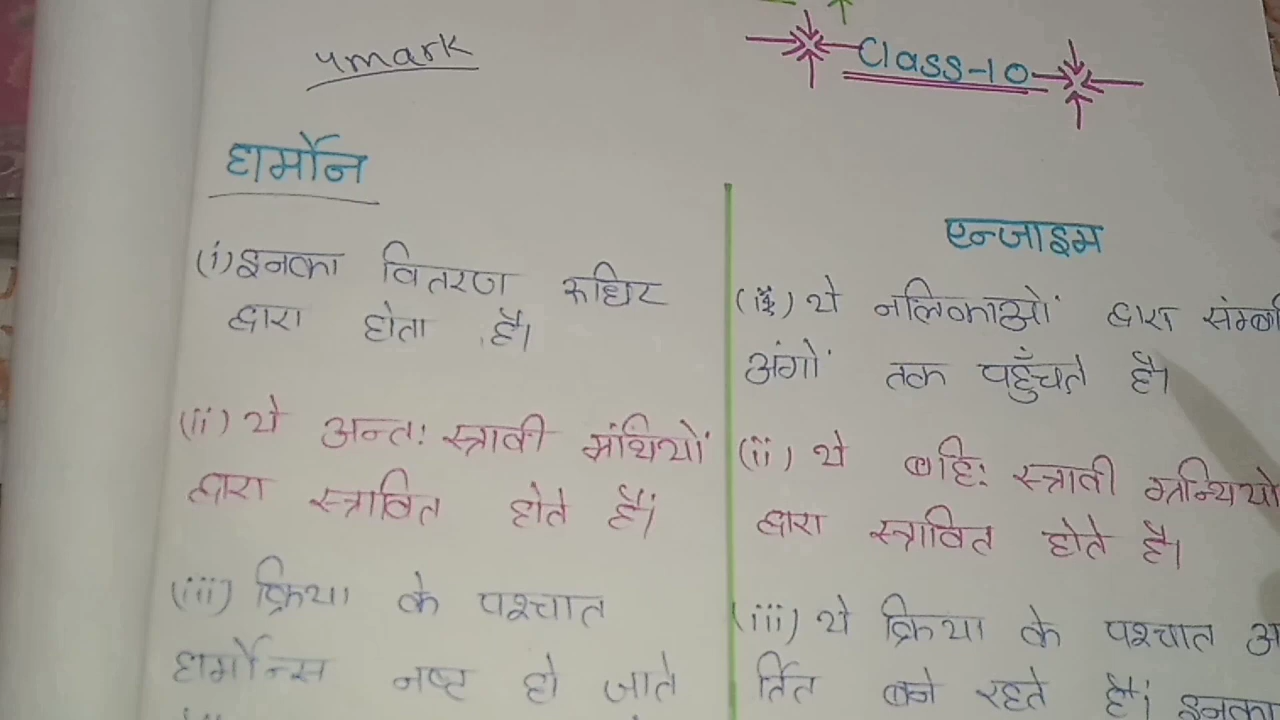 4mark
Class-10
हार्मोन
(i) इनका वितरण रूधिर
द्वारा होता है।
(ii) ये अन्तः स्त्रावी ग्रंथियों
द्वारा स्त्रावित होते हैं।
(iii) क्रिया के पश्चात
हार्मोन्स नष्ट हो जाते
एन्जाइम
(i) ये नलिकाओं द्वारा
अंगों तक पहुँचते है।
(ii) ये बहिः स्त्रावी ग्रन्थियो
द्वारा स्त्रावित होते है।
(iii) ये क्रिया के पश्चात अ
र्तित बने रहते हैं। इनका